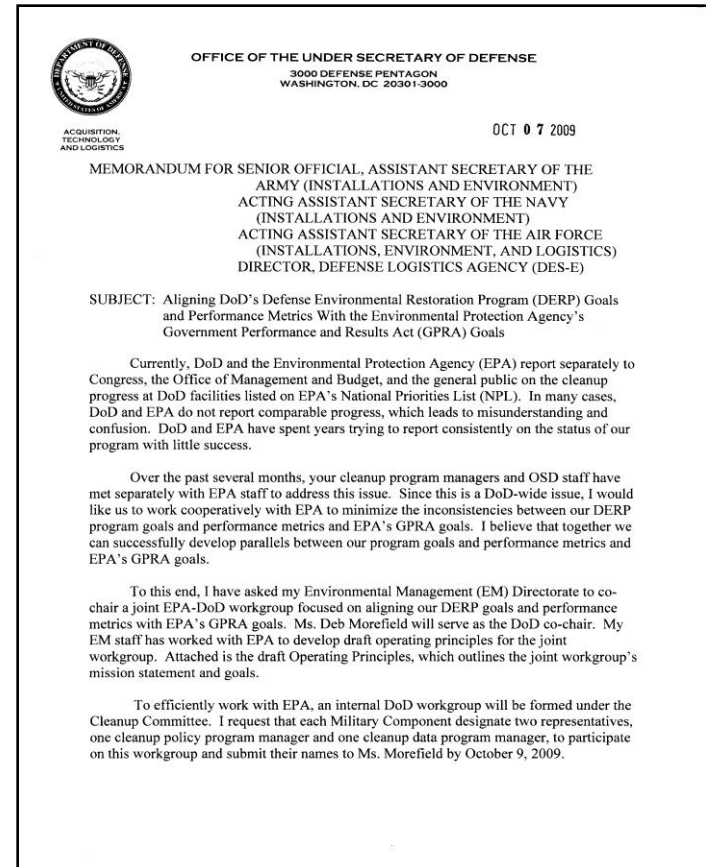 DEPARTMENT OF DEFENSE
UNITED STATES OF AMERICA
OFFICE OF THE UNDER SECRETARY OF DEFENSE
3000 DEFENSE PENTAGON
WASHINGTON, DC 20301-3000
ACQUISITION,
TECHNOLOGY
AND LOGISTICS
OCT 07 2009
MEMORANDUM FOR SENIOR OFFICIAL, ASSISTANT SECRETARY OF THE
ARMY (INSTALLATIONS AND ENVIRONMENT)
ACTING ASSISTANT SECRETARY OF THE NAVY
(INSTALLATIONS AND ENVIRONMENT)
ACTING ASSISTANT SECRETARY OF THE AIR FORCE
(INSTALLATIONS, ENVIRONMENT, AND LOGISTICS)
DIRECTOR, DEFENSE LOGISTICS AGENCY (DES-E)
SUBJECT: Aligning DoD's Defense Environmental Restoration Program (DERP) Goals
and Performance Metrics With the Environmental Protection Agency's
Government Performance and Results Act (GPRA) Goals
Currently, DoD and the Environmental Protection Agency (EPA) report separately to
Congress, the Office of Management and Budget, and the general public on the cleanup
progress at DoD facilities listed on EPA's National Priorities List (NPL). In many cases,
DoD and EPA do not report comparable progress, which leads to misunderstanding and
confusion. DoD and EPA have spent years trying to report consistently on the status of our
program with little success.
Over the past several months, your cleanup program managers and OSD staff have
met separately with EPA staff to address this issue. Since this is a DoD-wide issue, I would
like us to work cooperatively with EPA to minimize the inconsistencies between our DERP
program goals and performance metrics and EPA's GPRA goals. I believe that together we
can successfully develop parallels between our program goals and performance metrics and
EPA's GPRA goals.
To this end, I have asked my Environmental Management (EM) Directorate to co-
chair a joint EPA-DoD workgroup focused on aligning our DERP goals and performance
metrics with EPA's GPRA goals. Ms. Deb Morefield will serve as the DoD co-chair. My
EM staff has worked with EPA to develop draft operating principles for the joint
workgroup. Attached is the draft Operating Principles, which outlines the joint workgroup's
mission statement and goals.
To efficiently work with EPA, an internal DoD workgroup will be formed under the
Cleanup Committee. I request that each Military Component designate two representatives,
one cleanup policy program manager and one cleanup data program manager, to participate
on this workgroup and submit their names to Ms. Morefield by October 9, 2009.